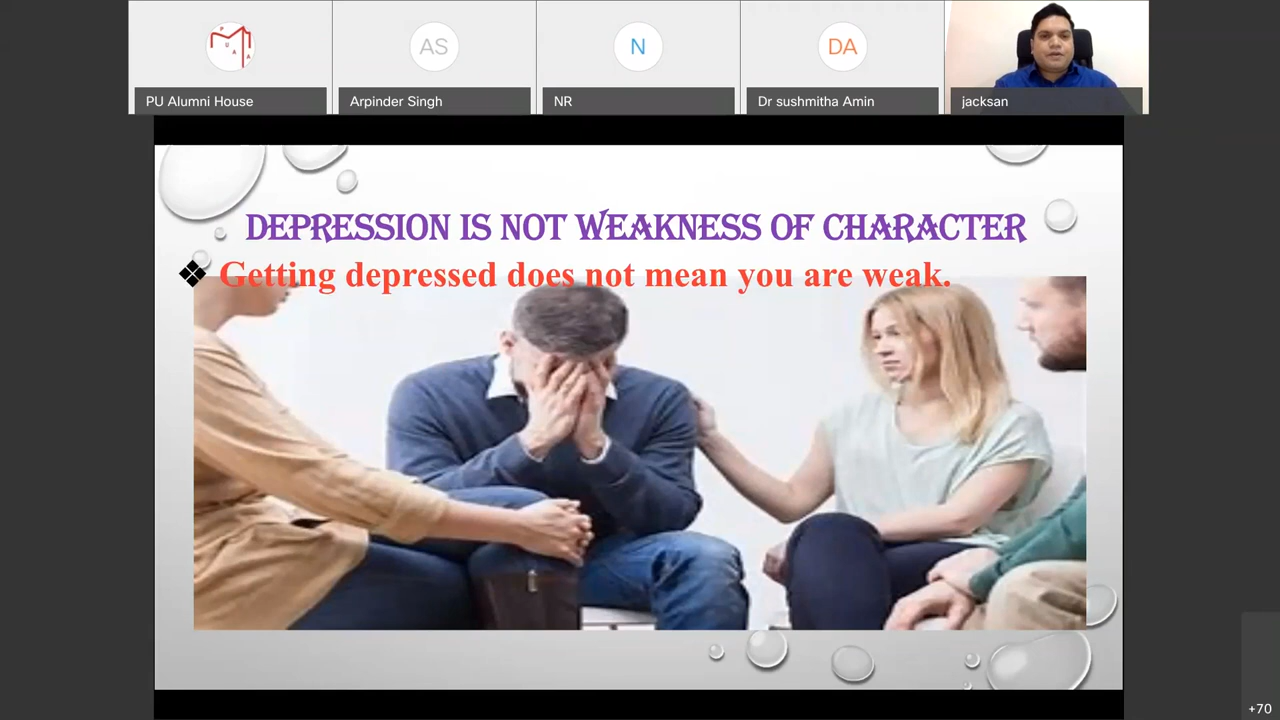 AS
N
DA
PU Alumni House
Arpinder Singh
NR
Dr sushmitha Amin
jacksan
DEPRESSION IS NOT WEAKNESS OF CHARACTER
❖ Getting depressed does not mean you are weak.
+70